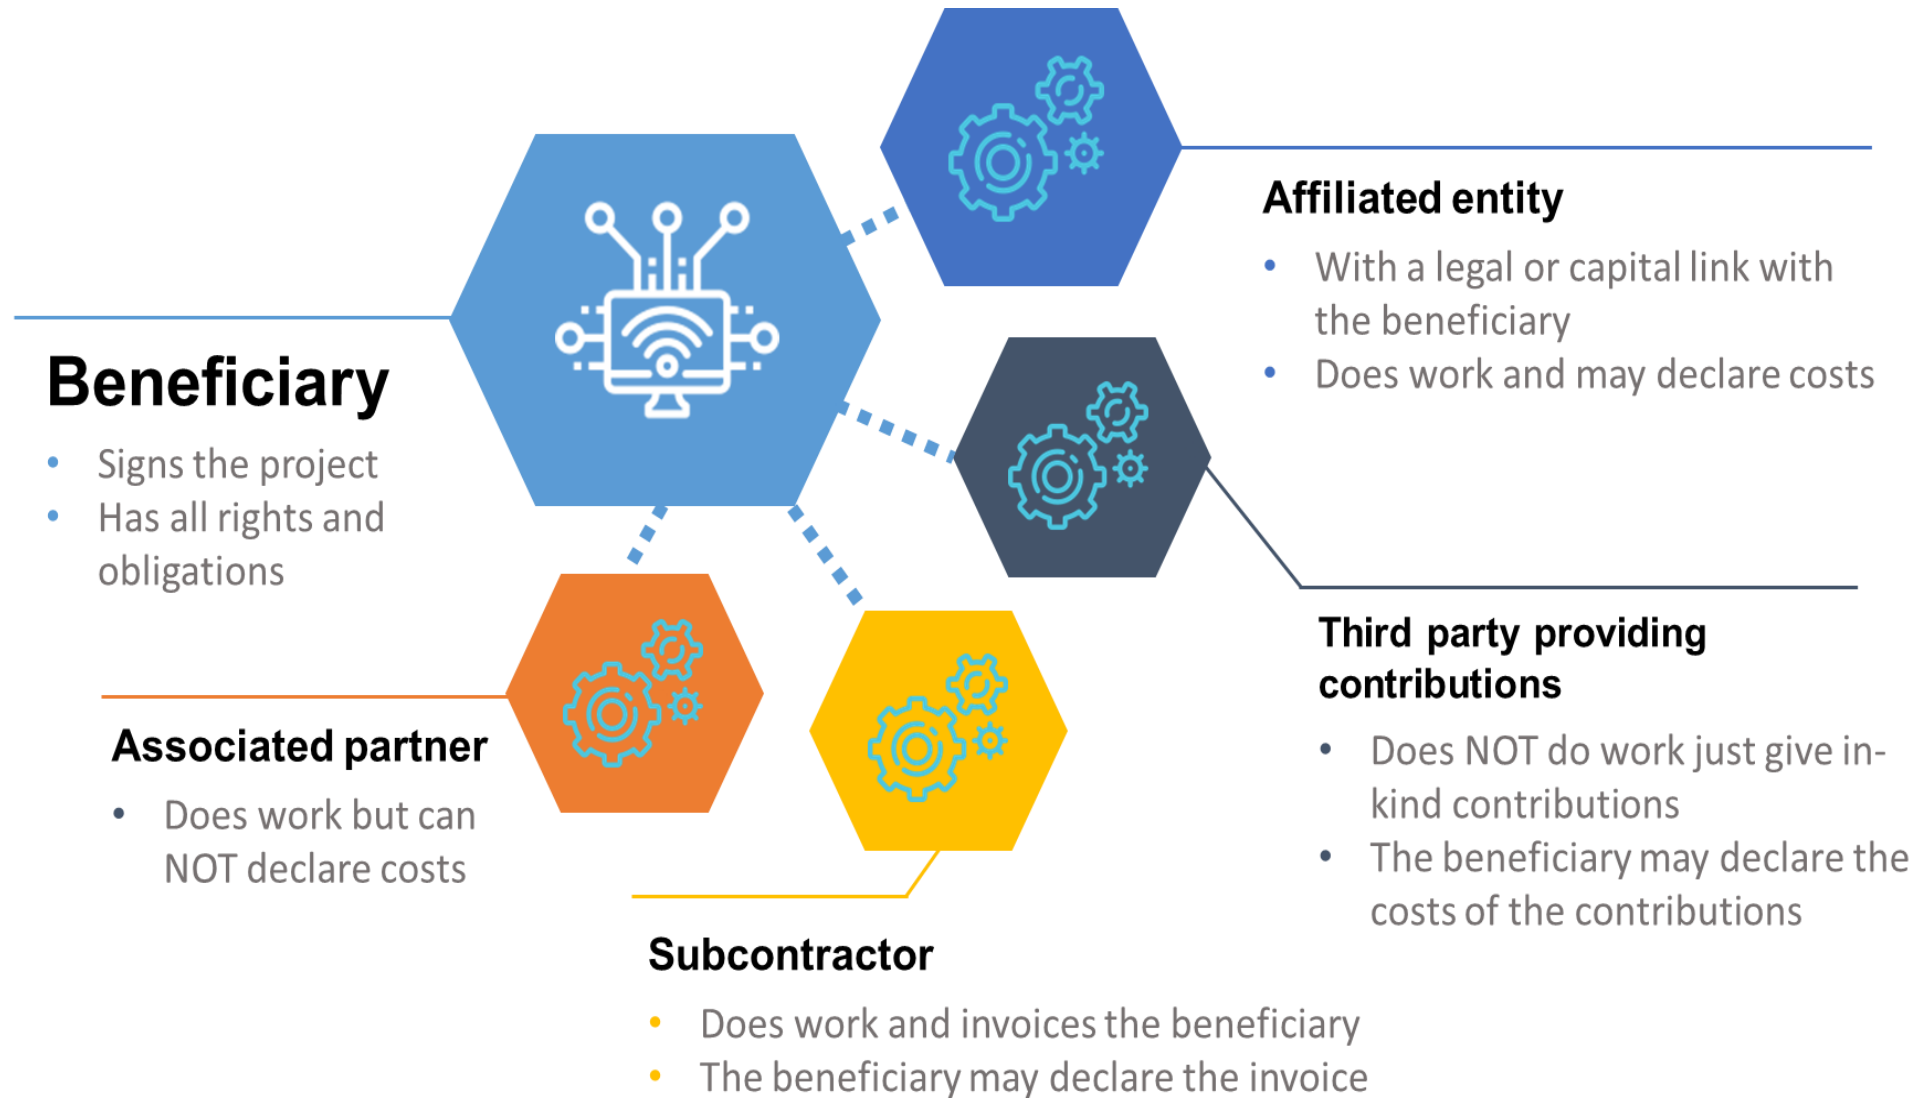 Beneficiary
• Signs the project
• Has all rights and
obligations
Affiliated entity
• With a legal or capital link with
the beneficiary
• Does work and may declare costs
Third party providing
contributions
• Does NOT do work just give in-
kind contributions
• The beneficiary may declare the
costs of the contributions
Associated partner
• Does work but can
NOT declare costs
Subcontractor
• Does work and invoices the beneficiary
• The beneficiary may declare the invoice